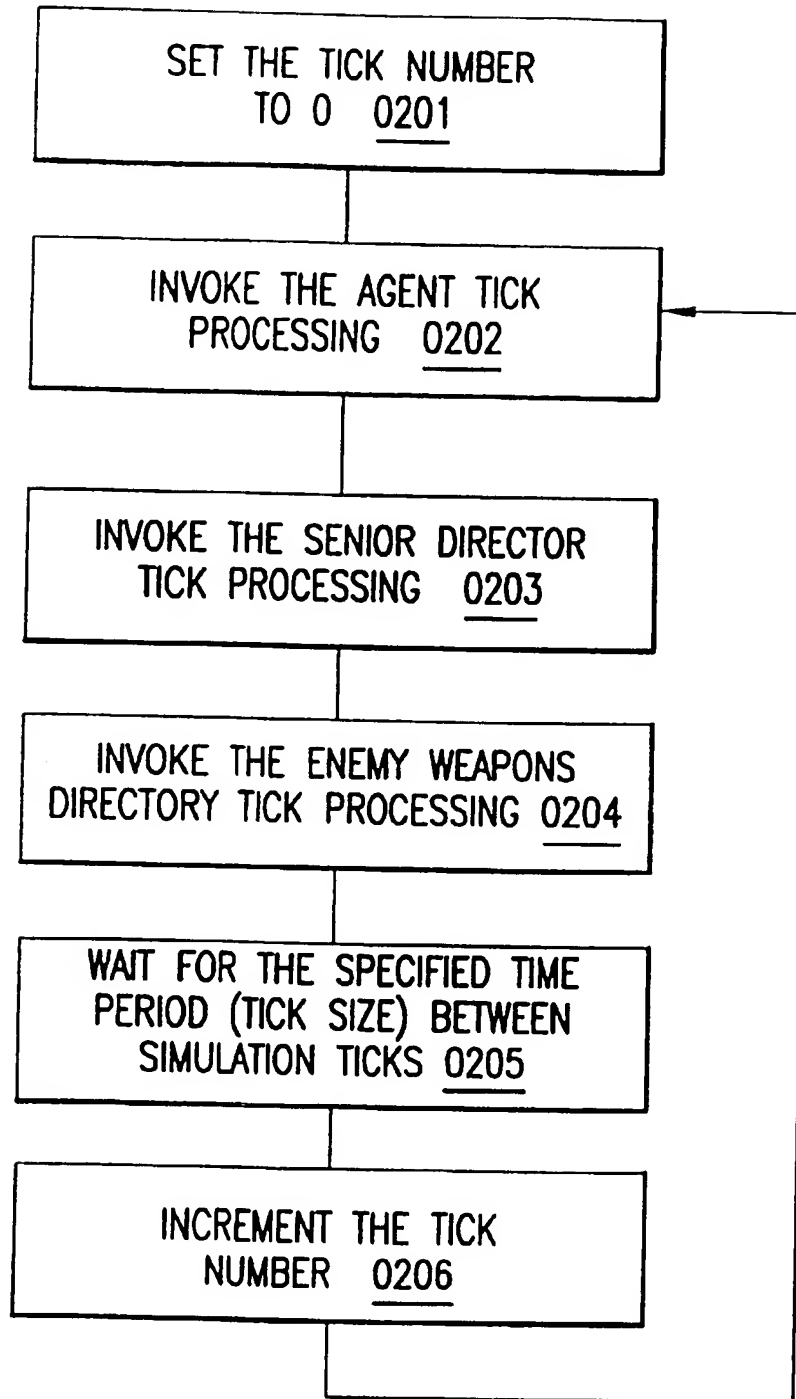 SET THE TICK NUMBER
TO 0 0201
INVOKE THE AGENT TICK
PROCESSING 0202
INVOKE THE SENIOR DIRECTOR
TICK PROCESSING 0203
INVOKE THE ENEMY WEAPONS
DIRECTORY TICK PROCESSING 0204
WAIT FOR THE SPECIFIED TIME
PERIOD (TICK SIZE) BETWEEN
SIMULATION TICKS 0205
INCREMENT THE TICK
NUMBER 0206